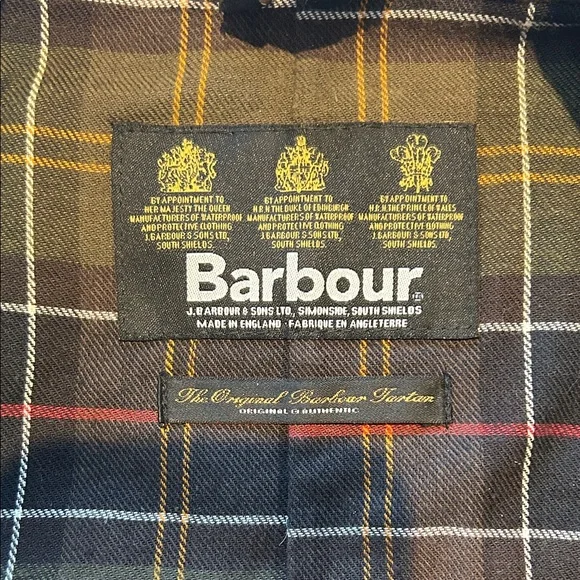 BY APPOINTMENT TO
HER MAJESTY THE QUEEN
MANUFACTURERS OF WATERPROOF
AND PROTECTIVE CLOTHING
J. BARBOUR & SONS LTD,
SOUTH SHIELDS
BY APPOINTMENT TO
H.R.H. THE DUKE OF EDINBURGH
MANUFACTURERS OF WATERPROOF
AND PROTECTIVE CLOTHING
J. BARBOUR & SONS LTD,
SOUTH SHIELDS
BY APPOINTMENT TO
H.R.H. THE PRINCE OF WALES
MANUFACTURERS OF WATERPROOF
AND PROTECTIVE CLOTHING
J. BARBOUR & SONS LTD,
SOUTH SHIELDS
Barbour®
J. BARBOUR & SONS LTD., SIMONSIDE, SOUTH SHIELDS
MADE IN ENGLAND · FABRIQUE EN ANGLETERRE
The Original Barbour Tartan
ORIGINAL & AUTHENTIC